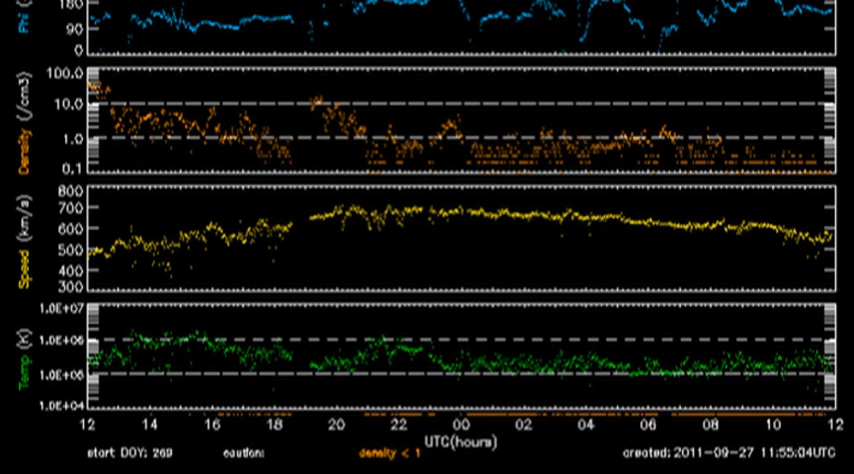 Phi (
180
90
0
Density (/cm3)
100.0
10.0
1.0
0.1
Speed (km/s)
800
700
600
500
400
300
Temp (K)
1.0E+07
1.0E+06
1.0E+05
1.0E+04
12 14 16 18 20 22 00 02 04 06 08 10 12
UTC(hours)
start DOY: 269 caution: density < 1 created: 2011-09-27 11:55:04UTC